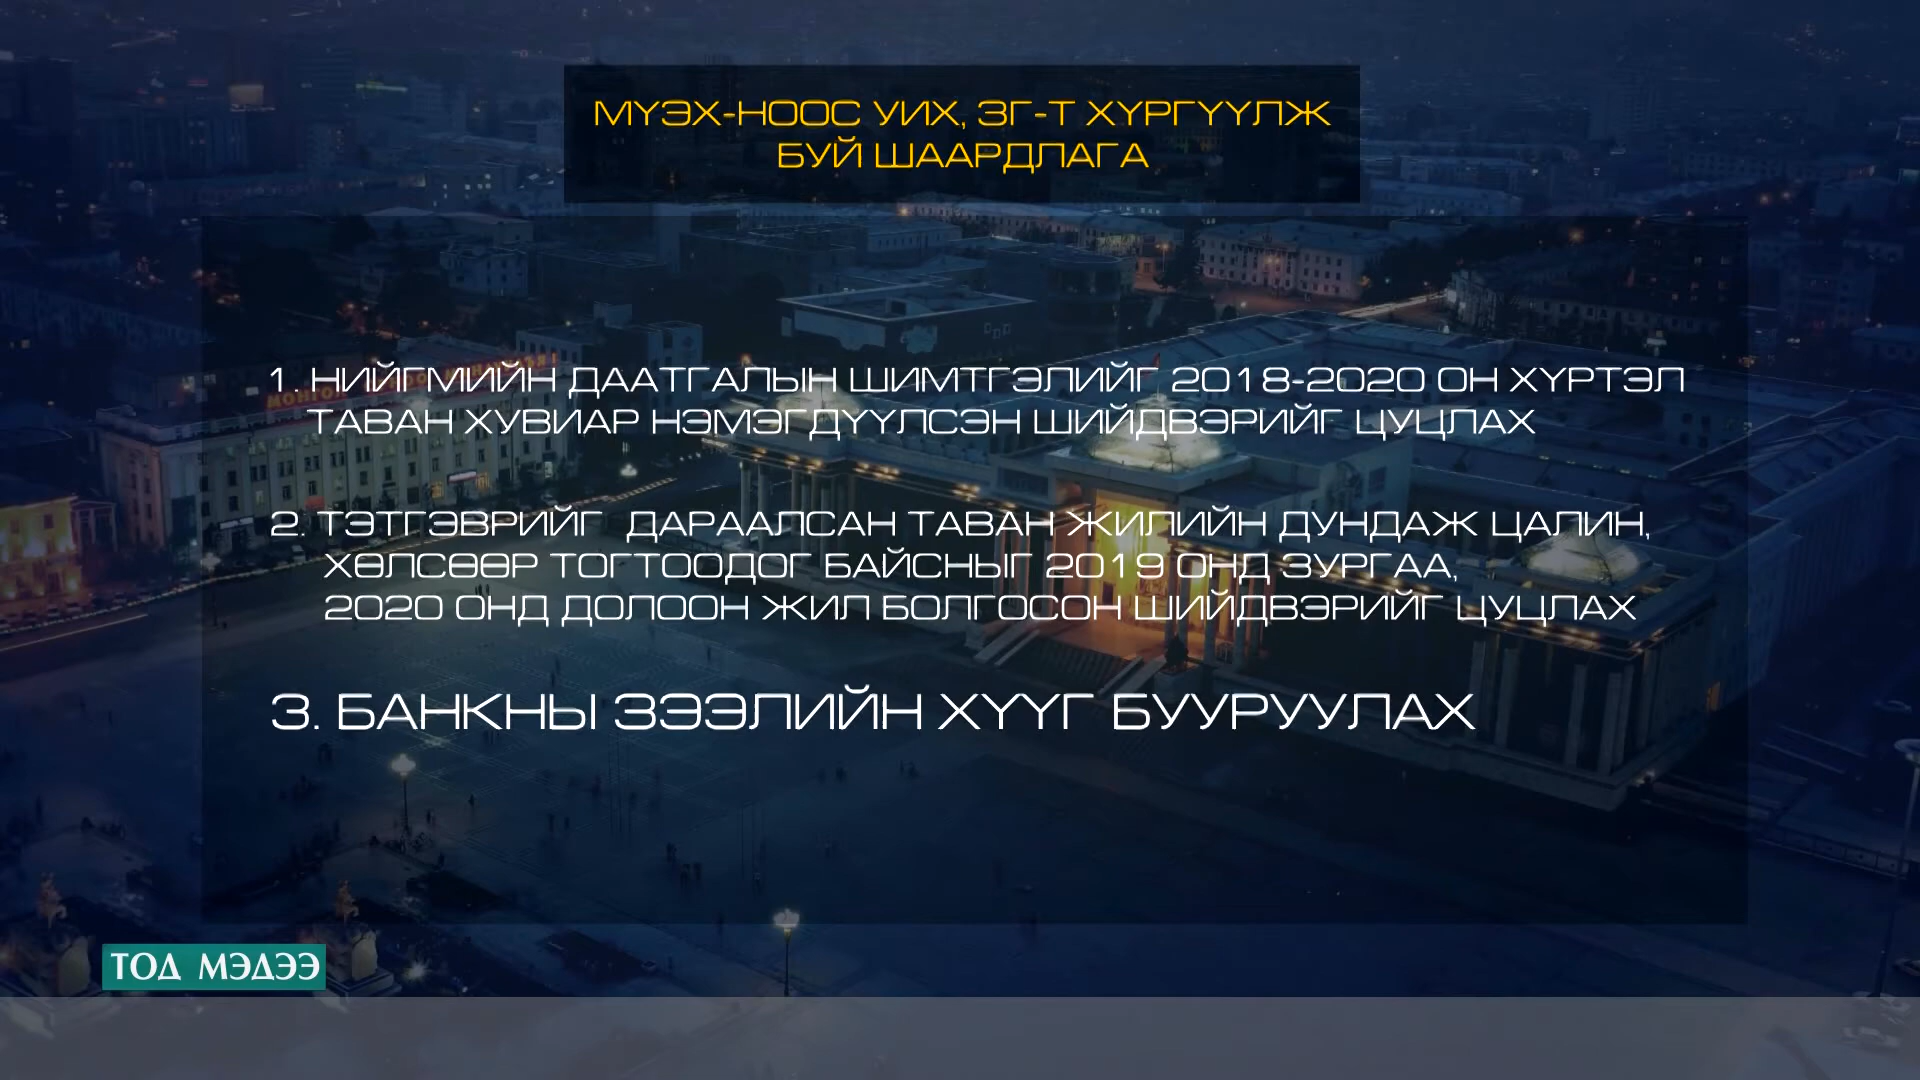 МҮЭХ-НООС УИХ, ЗГ-Т ХҮРГҮҮЛЖ
БУЙ ШААРДЛАГА
1. НИЙГМИЙН ДААТГАЛЫН ШИМТГЭЛИЙГ 2018-2020 ОН ХҮРТЭЛ
ТАВАН ХУВИАР НЭМЭГДҮҮЛСЭН ШИЙДВЭРИЙГ ЦУЦЛАХ
2. ТЭТГЭВРИЙГ ДАРААЛСАН ТАВАН ЖИЛИЙН ДУНДАЖ ЦАЛИН,
ХӨЛСӨӨР ТОГТООДОГ БАЙСНЫГ 2019 ОНД ЗУРГАА,
2020 ОНД ДОЛООН ЖИЛ БОЛГОСОН ШИЙДВЭРИЙГ ЦУЦЛАХ
3. БАНКНЫ ЗЭЭЛИЙН ХҮҮГ БУУРУУЛАХ
ТОД МЭДЭЭ